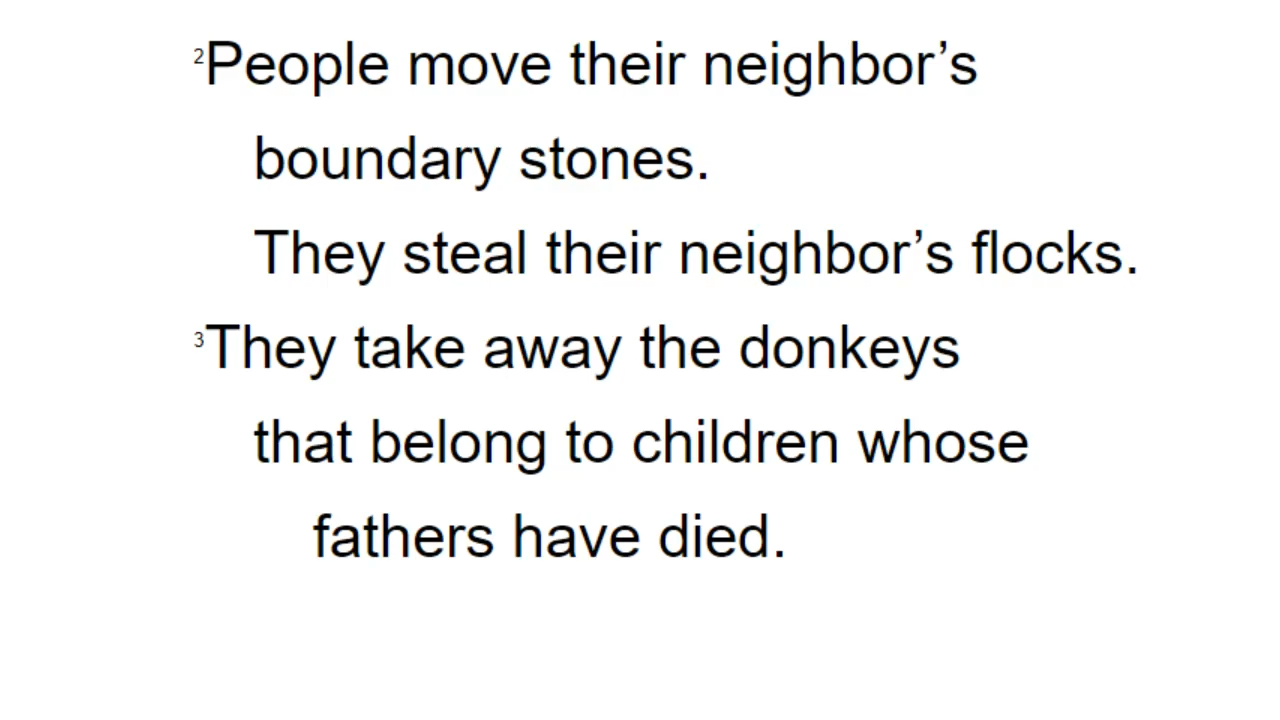 2People move their neighbor’s
boundary stones.
They steal their neighbor’s flocks.
3They take away the donkeys
that belong to children whose
fathers have died.